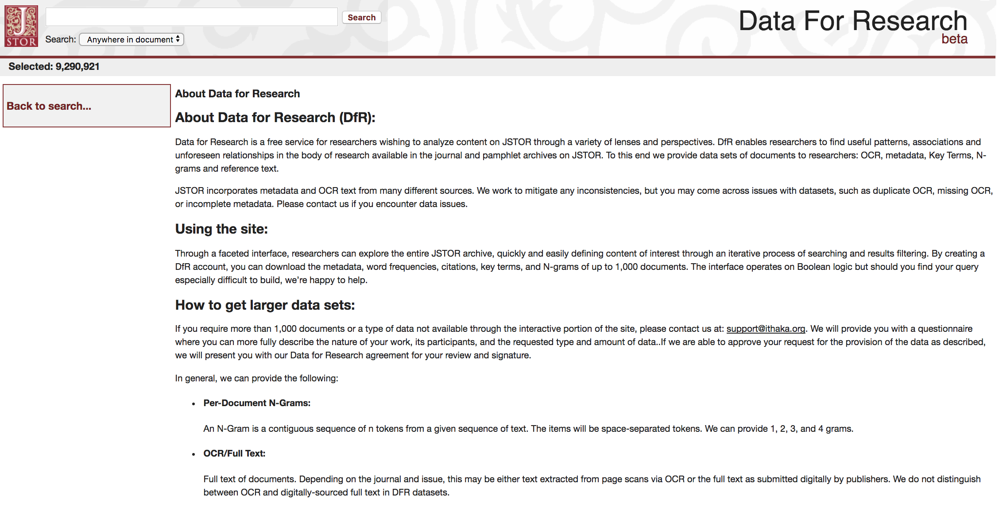 J
STOR
Search
Search: Anywhere in document
Data For Research
beta
Selected: 9,290,921
Back to search...
About Data for Research
About Data for Research (DfR):
Data for Research is a free service for researchers wishing to analyze content on JSTOR through a variety of lenses and perspectives. DfR enables researchers to find useful patterns, associations and
unforeseen relationships in the body of research available in the journal and pamphlet archives on JSTOR. To this end we provide data sets of documents to researchers: OCR, metadata, Key Terms, N-
grams and reference text.
JSTOR incorporates metadata and OCR text from many different sources. We work to mitigate any inconsistencies, but you may come across issues with datasets, such as duplicate OCR, missing OCR,
or incomplete metadata. Please contact us if you encounter data issues.
Using the site:
Through a faceted interface, researchers can explore the entire JSTOR archive, quickly and easily defining content of interest through an iterative process of searching and results filtering. By creating a
DfR account, you can download the metadata, word frequencies, citations, key terms, and N-grams of up to 1,000 documents. The interface operates on Boolean logic but should you find your query
especially difficult to build, we’re happy to help.
How to get larger data sets:
If you require more than 1,000 documents or a type of data not available through the interactive portion of the site, please contact us at: support@ithaka.org. We will provide you with a questionnaire
where you can more fully describe the nature of your work, its participants, and the requested type and amount of data..If we are able to approve your request for the provision of the data as described,
we will present you with our Data for Research agreement for your review and signature.
In general, we can provide the following:
• Per-Document N-Grams:
An N-Gram is a contiguous sequence of n tokens from a given sequence of text. The items will be space-separated tokens. We can provide 1, 2, 3, and 4 grams.
• OCR/Full Text:
Full text of documents. Depending on the journal and issue, this may be either text extracted from page scans via OCR or the full text as submitted digitally by publishers. We do not distinguish
between OCR and digitally-sourced full text in DFR datasets.